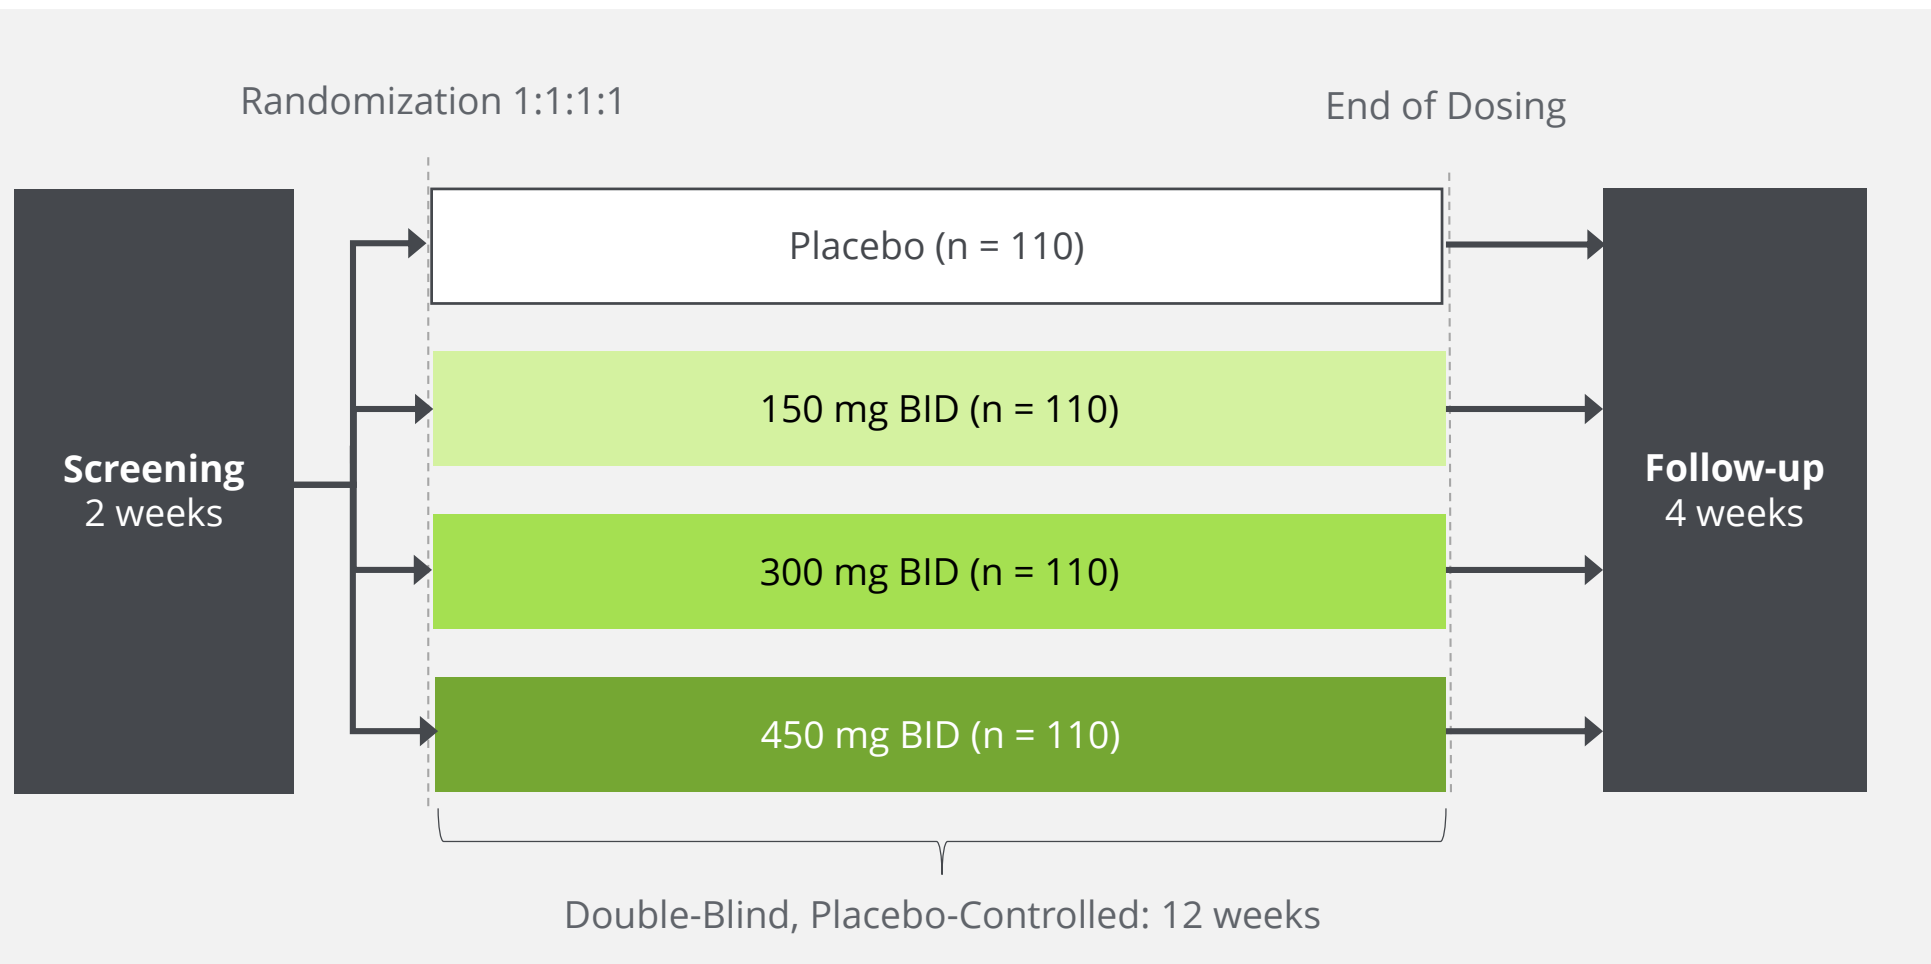 Randomization 1:1:1:1
End of Dosing
Placebo (n = 110)
150 mg BID (n = 110)
Screening
2 weeks
Follow-up
4 weeks
300 mg BID (n = 110)
450 mg BID (n = 110)
Double-Blind, Placebo-Controlled: 12 weeks